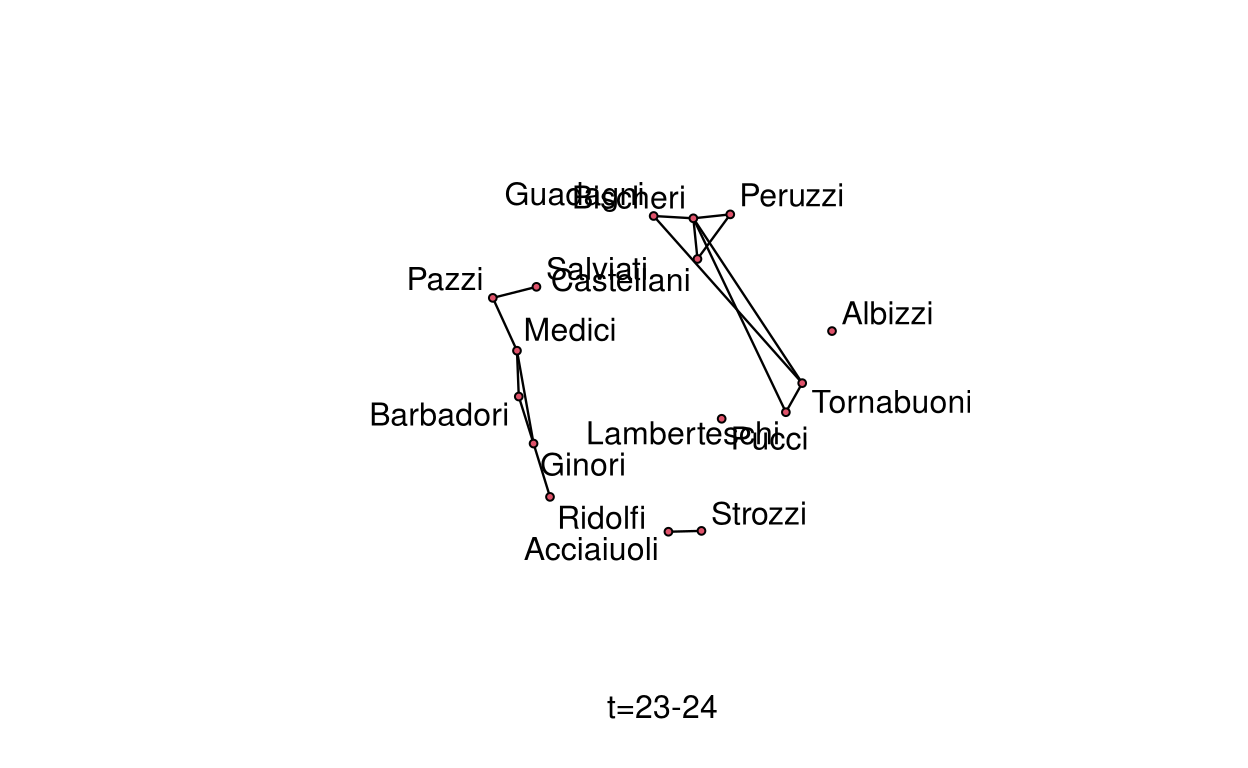 Guadagni
Bischeri
Peruzzi
Salviati
Pazzi
Castellani
Albizzi
Medici
Tornabuoni
Barbadori
Lamberteschi
Pucci
Ginori
Strozzi
Ridolfi
Acciaiuoli
t=23-24